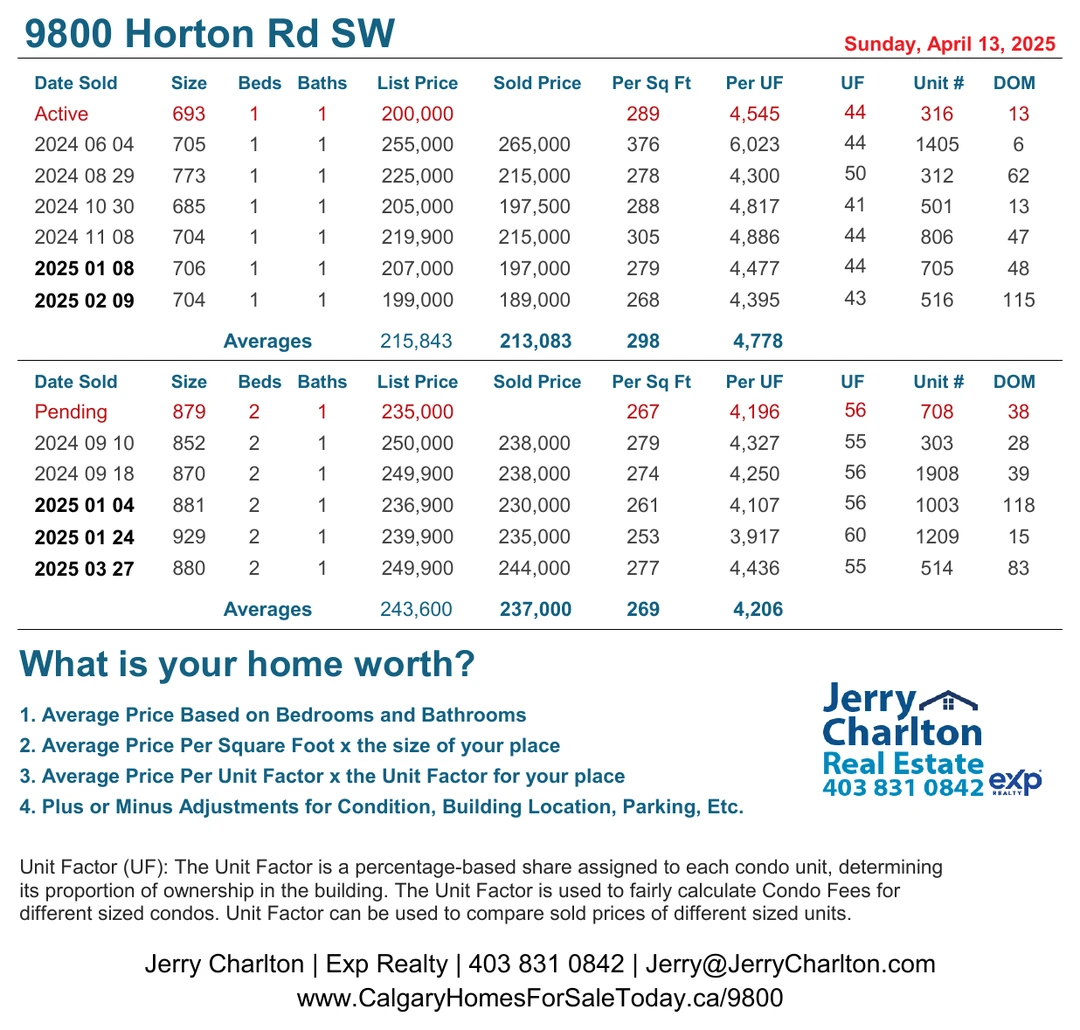 9800 Horton Rd SW
Sunday, April 13, 2025
Date Sold Size Beds Baths List Price Sold Price Per Sq Ft Per UF UF Unit # DOM
Active 693 1 1 200,000 289 4,545 44 316 13
2024 06 04 705 1 1 255,000 265,000 376 6,023 44 1405 6
2024 08 29 773 1 1 225,000 215,000 278 4,300 50 312 62
2024 10 30 685 1 1 205,000 197,500 288 4,817 41 501 13
2024 11 08 704 1 1 219,900 215,000 305 4,886 44 806 47
2025 01 08 706 1 1 207,000 197,000 279 4,477 44 705 48
2025 02 09 704 1 1 199,000 189,000 268 4,395 43 516 115
Averages 215,843 213,083 298 4,778
Date Sold Size Beds Baths List Price Sold Price Per Sq Ft Per UF UF Unit # DOM
Pending 879 2 1 235,000 267 4,196 56 708 38
2024 09 10 852 2 1 250,000 238,000 279 4,327 55 303 28
2024 09 18 870 2 1 249,900 238,000 274 4,250 56 1908 39
2025 01 04 881 2 1 236,900 230,000 261 4,107 56 1003 118
2025 01 24 929 2 1 239,900 235,000 253 3,917 60 1209 15
2025 03 27 880 2 1 249,900 244,000 277 4,436 55 514 83
Averages 243,600 237,000 269 4,206
What is your home worth?
1. Average Price Based on Bedrooms and Bathrooms
2. Average Price Per Square Foot x the size of your place
3. Average Price Per Unit Factor x the Unit Factor for your place
4. Plus or Minus Adjustments for Condition, Building Location, Parking, Etc.
Jerry
Charlton
Real Estate
403 831 0842
exp
REALTY
Unit Factor (UF): The Unit Factor is a percentage-based share assigned to each condo unit, determining
its proportion of ownership in the building. The Unit Factor is used to fairly calculate Condo Fees for
different sized condos. Unit Factor can be used to compare sold prices of different sized units.
Jerry Charlton | Exp Realty | 403 831 0842 | Jerry@JerryCharlton.com
www.CalgaryHomesForSaleToday.ca/9800